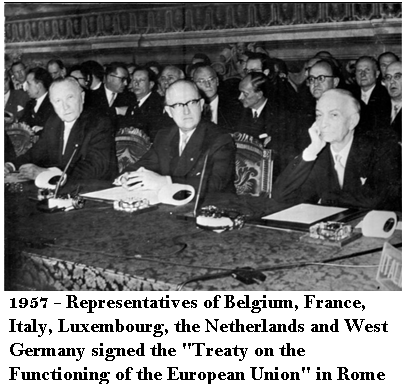 1957 - Representatives of Belgium, France,
Italy, Luxembourg, the Netherlands and West
Germany signed the "Treaty on the
Functioning of the European Union" in Rome